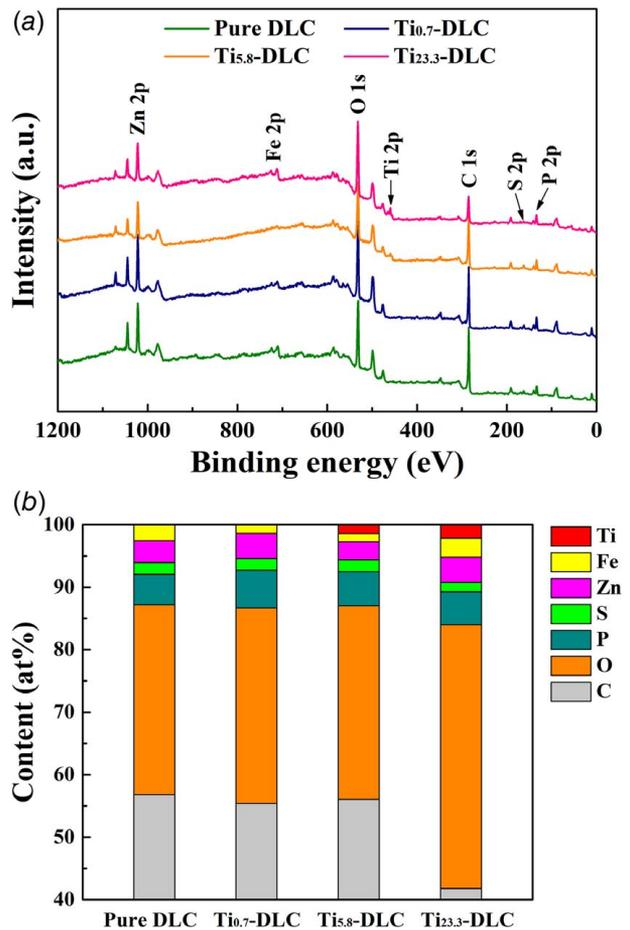 (a)
Pure DLC
Ti0.7-DLC
Ti5.8-DLC
Ti23.3-DLC
Zn 2p
Fe 2p
O 1s
Ti 2p
C 1s
S 2p
P 2p
Intensity (a.u.)
1200 1000 800 600 400 200 0
Binding energy (eV)
(b)
100
90
80
70
60
50
40
Content (at%)
Ti
Fe
Zn
S
P
O
C
Pure DLC Ti0.7-DLC Ti5.8-DLC Ti23.3-DLC